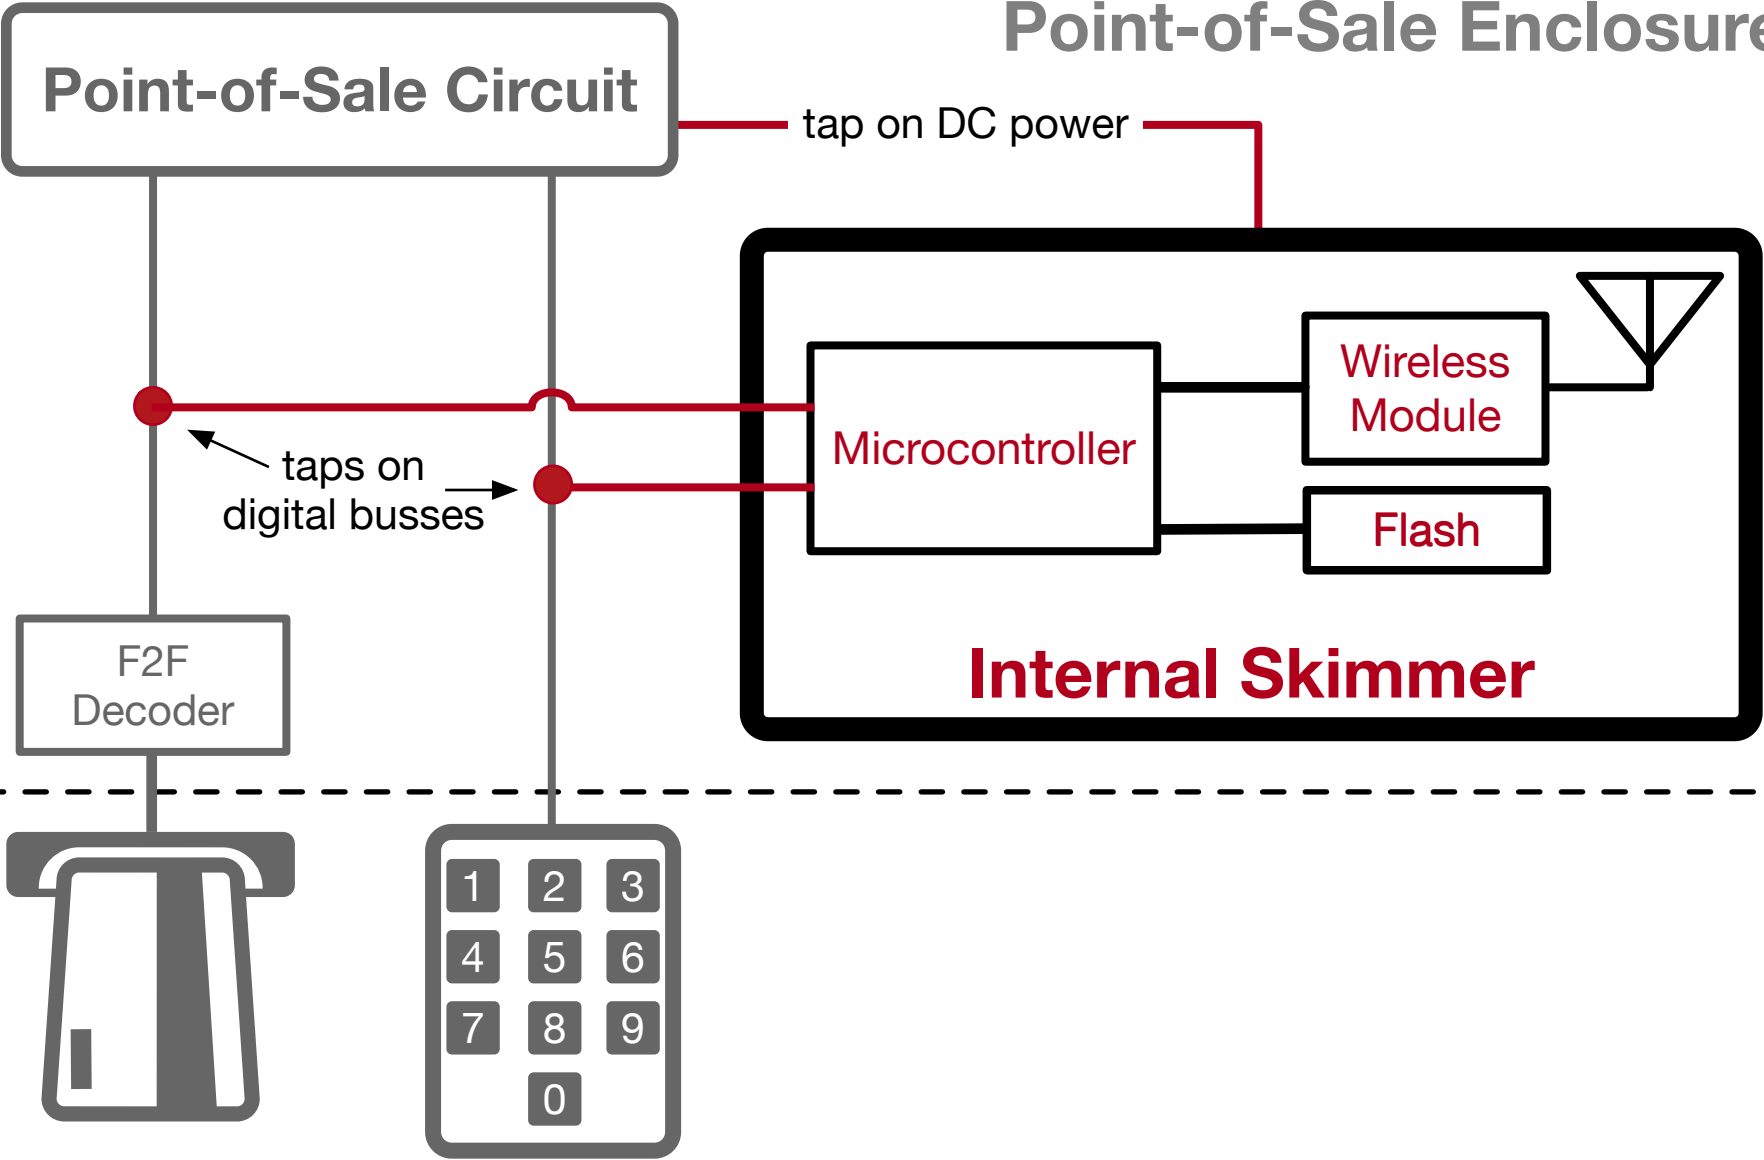 Point-of-Sale Enclosure
Point-of-Sale Circuit
tap on DC power
Wireless
Module
Microcontroller
taps on
digital busses
Flash
F2F
Decoder
Internal Skimmer
1 2 3
4 5 6
7 8 9
0